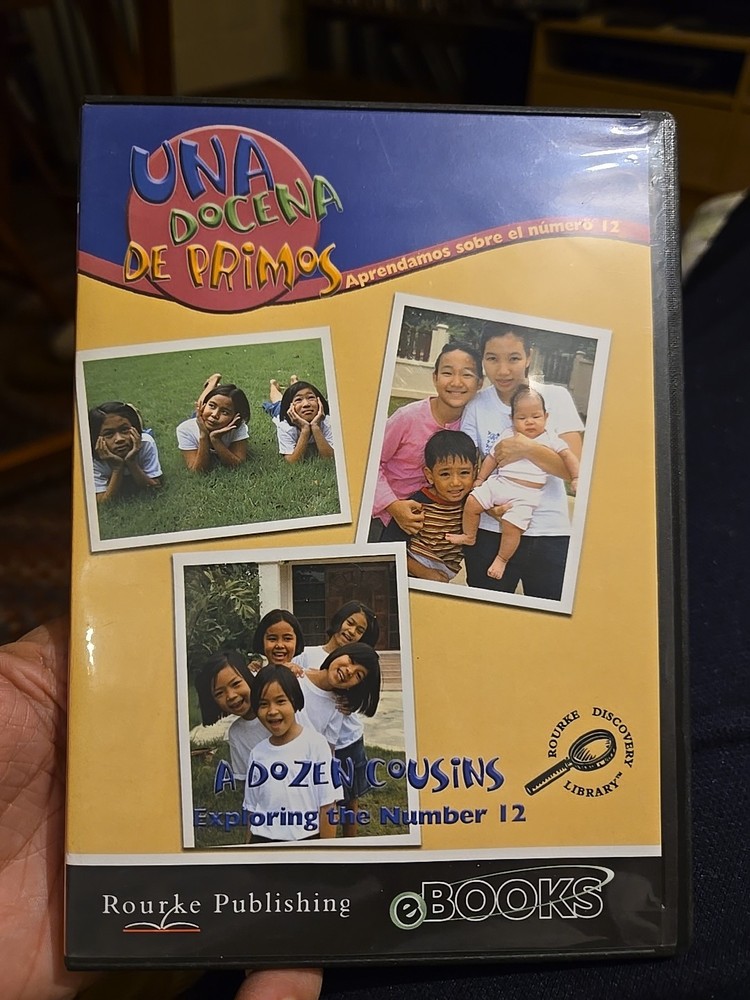 UNA
DOCENA
DE PRIMOS
Aprendamos sobre el número 12
A DOZEN COUSINS
Exploring the Number 12
ROURKE DISCOVERY
LIBRARY™
Rourke Publishing
eBOOKS